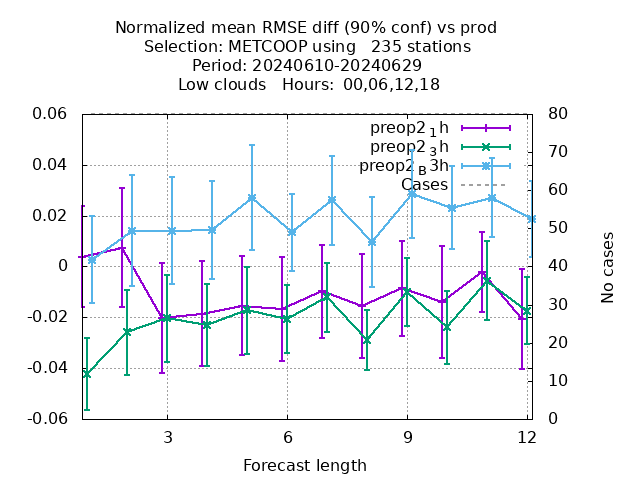 Normalized mean RMSE diff (90% conf) vs prod
Selection: METCOOP using 235 stations
Period: 20240610-20240629
Low clouds Hours: 00,06,12,18
0.06
0.04
0.02
0
-0.02
-0.04
-0.06
80
70
60
50
40
30
20
10
0
preop2_1h
preop2_3h
preop2_B3h
Cases
No cases
3
6
9
12
Forecast length